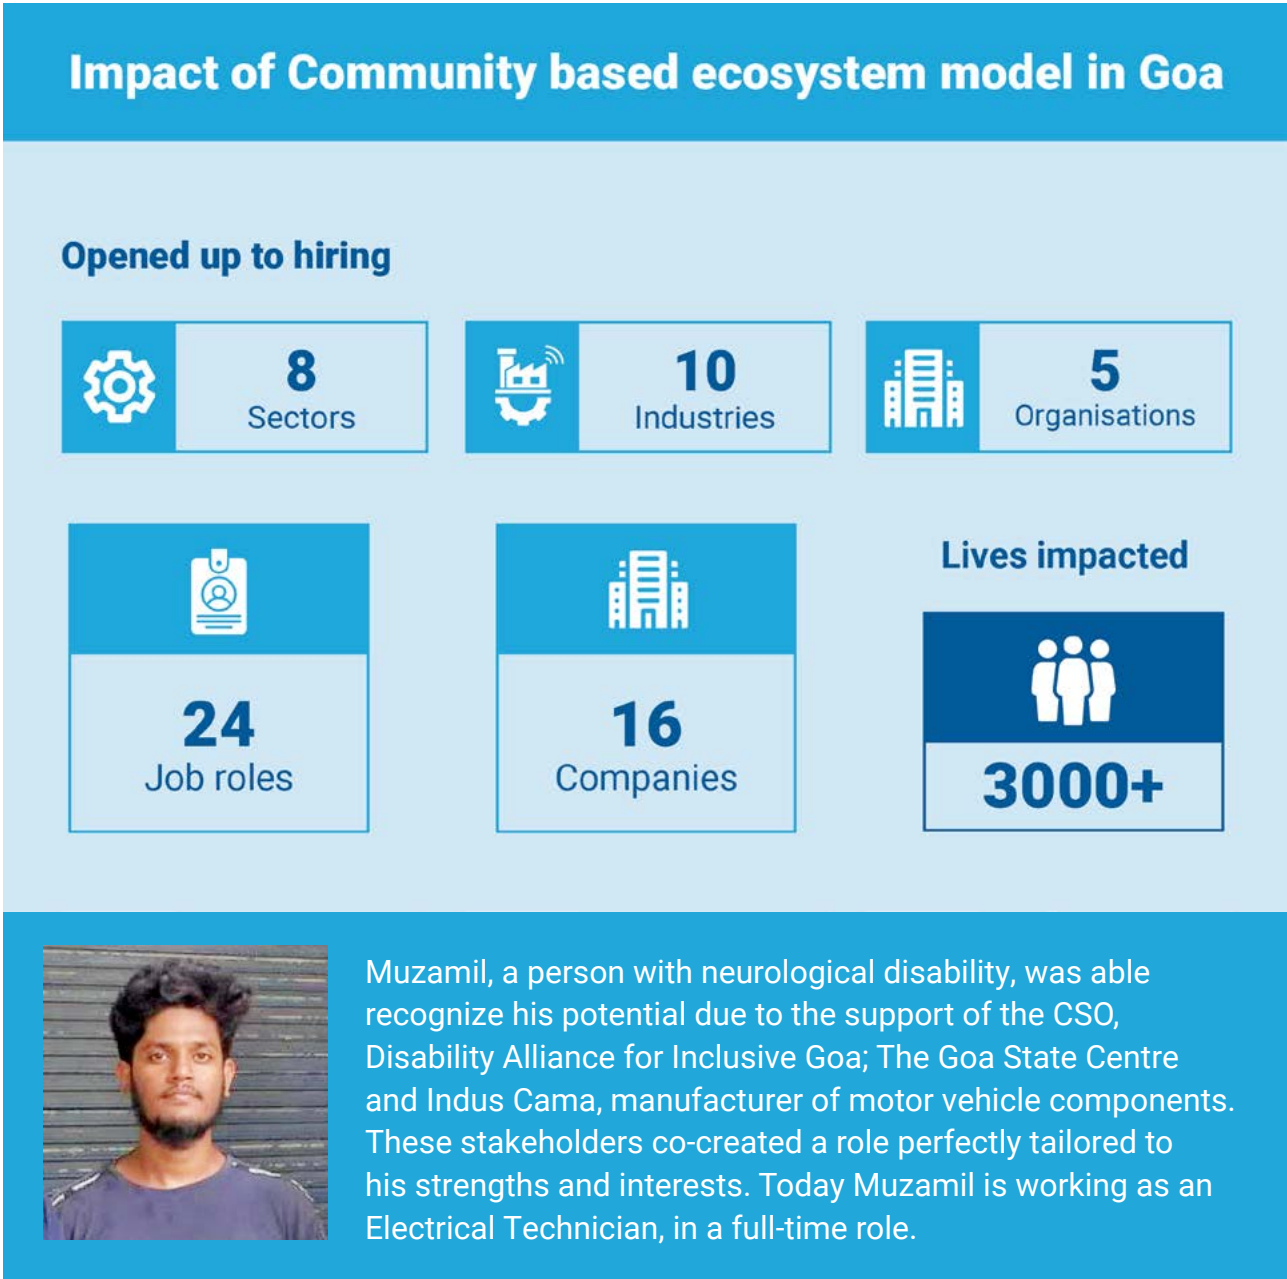 Impact of Community based ecosystem model in Goa
Opened up to hiring
8
Sectors
10
Industries
5
Organisations
24
Job roles
16
Companies
Lives impacted
3000+
Muzamil, a person with neurological disability, was able
recognize his potential due to the support of the CSO,
Disability Alliance for Inclusive Goa; The Goa State Centre
and Indus Cama, manufacturer of motor vehicle components.
These stakeholders co-created a role perfectly tailored to
his strengths and interests. Today Muzamil is working as an
Electrical Technician, in a full-time role.